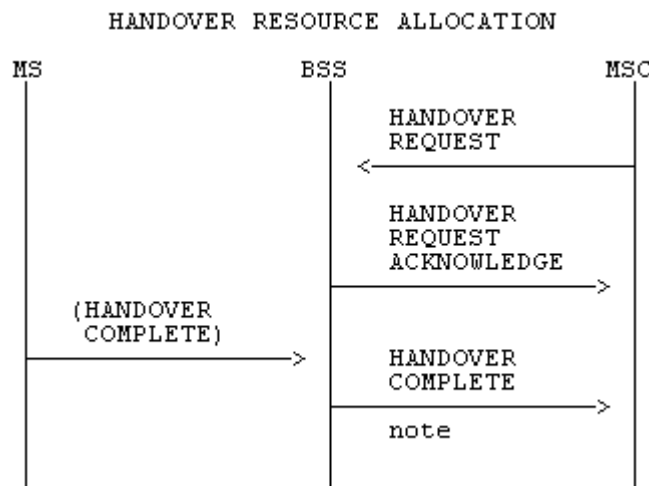 HANDOVER RESOURCE ALLOCATION
MS BSS MSC
HANDOVER
REQUEST
HANDOVER
REQUEST
ACKNOWLEDGE
(HANDOVER
COMPLETE)
HANDOVER
COMPLETE
note